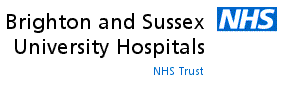 Brighton and Sussex NHS
University Hospitals
NHS Trust